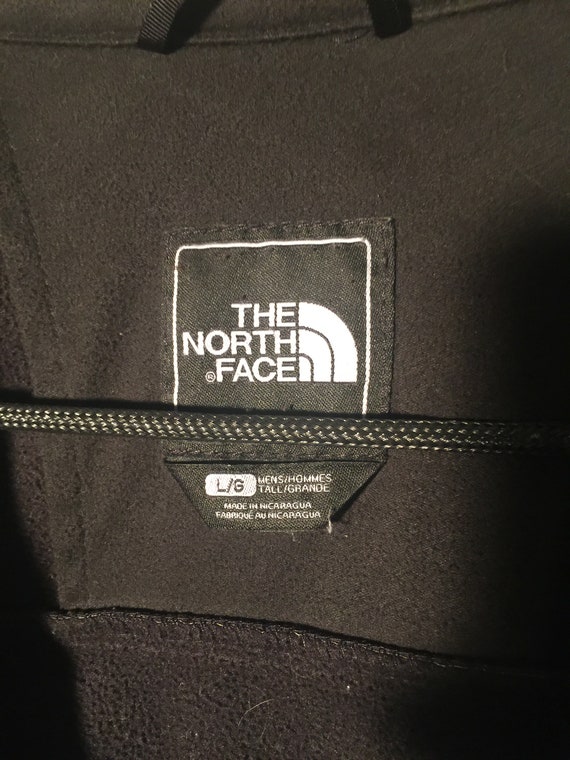 THE
NORTH
®FACE
L/G MENS/HOMMES
TALL/GRANDE
MADE IN NICARAGUA
FABRIQUÉ AU NICARAGUA